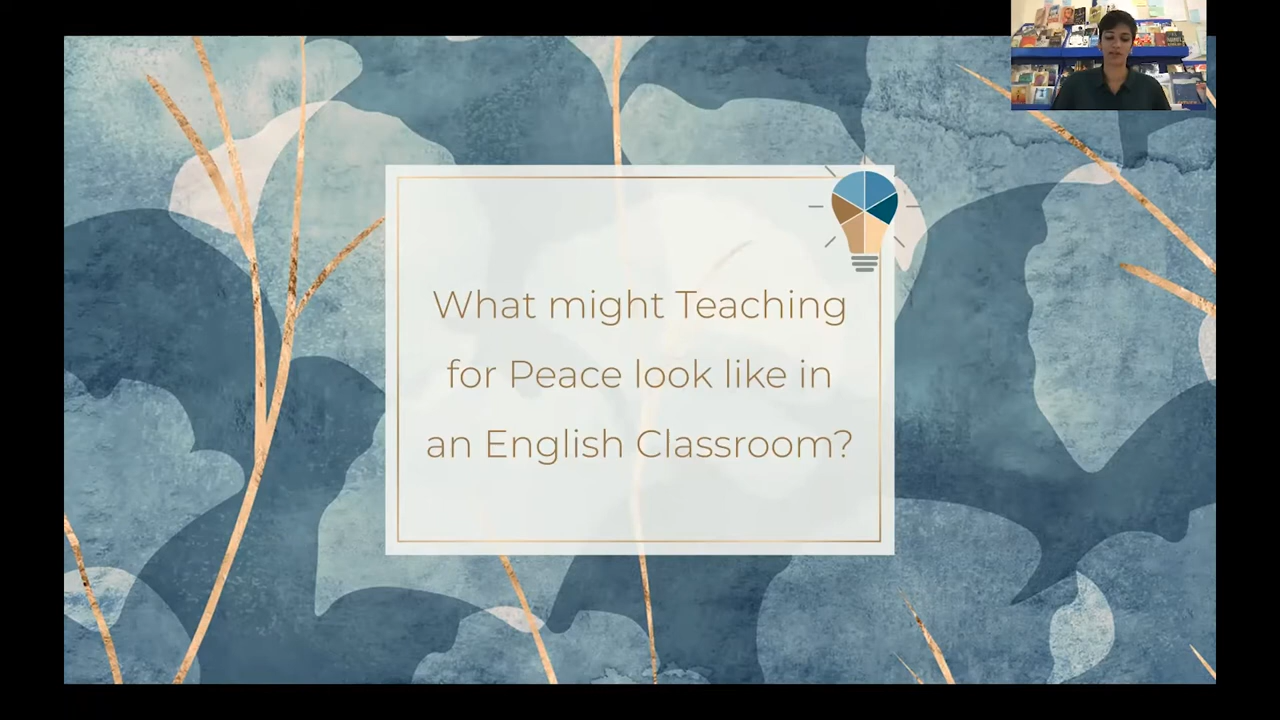 What might Teaching
for Peace look like in
an English Classroom?